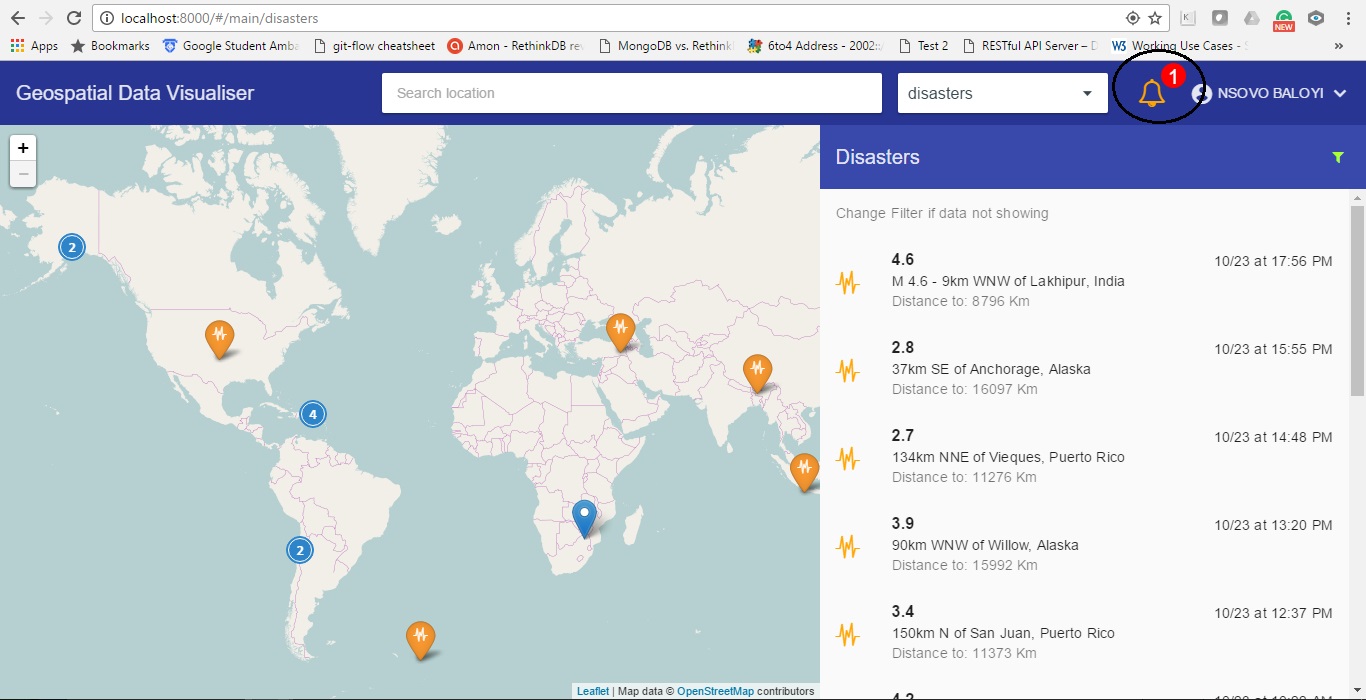 localhost:8000/#/main/disasters
NEW
Apps Bookmarks Google Student Amba git-flow cheatsheet Amon - RethinkDB re MongoDB vs. Rethink 6to4 Address - 2002:: Test 2 RESTful API Server – D W3 Working Use Cases - S »
Geospatial Data Visualiser
Search location
disasters
1
NSOVO BALOYI
+
−
2
4
2
Leaflet | Map data © OpenStreetMap contributors
Disasters
Change Filter if data not showing
4.6
10/23 at 17:56 PM
M 4.6 - 9km WNW of Lakhipur, India
Distance to: 8796 Km
2.8
10/23 at 15:55 PM
37km SE of Anchorage, Alaska
Distance to: 16097 Km
2.7
10/23 at 14:48 PM
134km NNE of Vieques, Puerto Rico
Distance to: 11276 Km
3.9
10/23 at 13:20 PM
90km WNW of Willow, Alaska
Distance to: 15992 Km
3.4
10/23 at 12:37 PM
150km N of San Juan, Puerto Rico
Distance to: 11373 Km